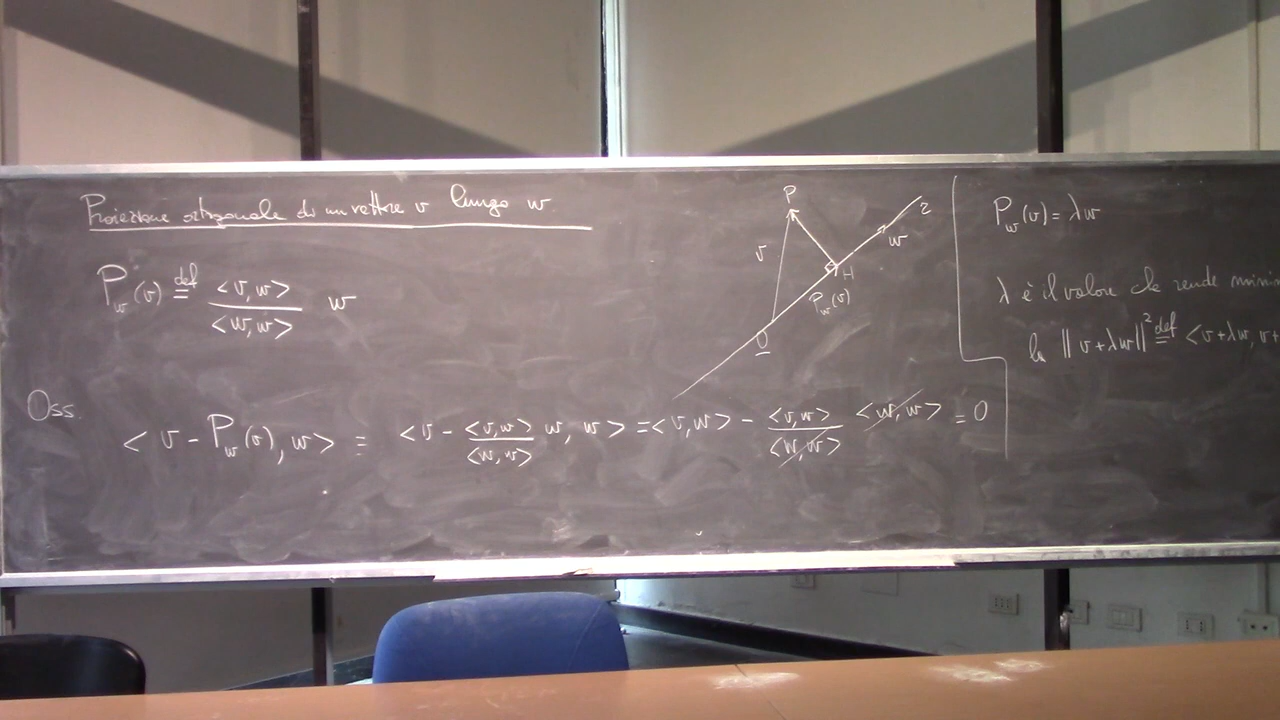 Proiezione ortogonale di un vettore v lungo w
P_w(v) def= <v,w> / <w,w> w
Oss.
<v - P_w(v), w> = <v - <v,w> / <w,w> w, w> = <v,w> - <v,w> / <w,w> <w,w> = 0
P
v
H
w
r
P_w(v)
O
P_w(v) = λw
λ è il valore che rende
la ||v+λw||² def= <v+λw, v+